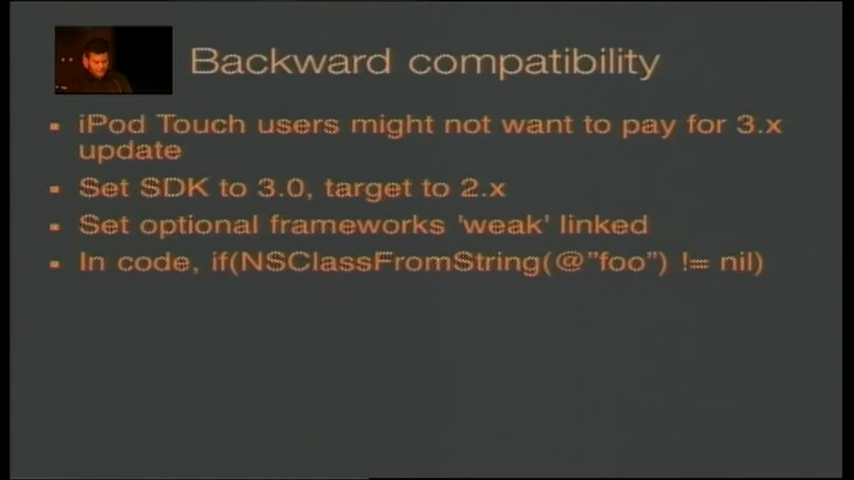 Backward compatibility
▪ iPod Touch users might not want to pay for 3.x
update
▪ Set SDK to 3.0, target to 2.x
▪ Set optional frameworks 'weak' linked
▪ In code, if(NSClassFromString(@”foo”) != nil)